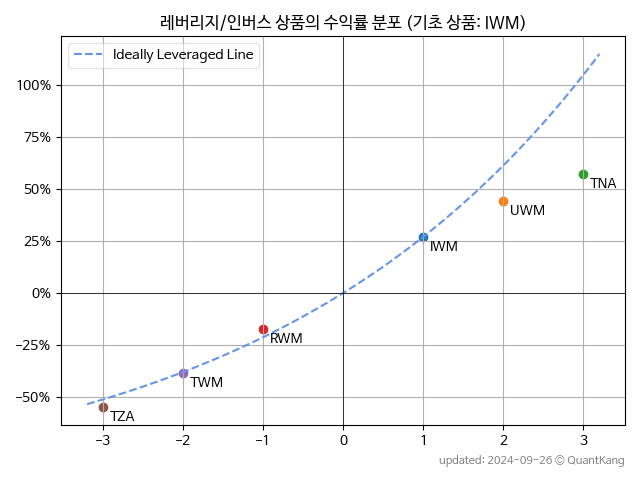 레버리지/인버스 상품의 수익률 분포 (기초 상품: IWM)
Ideally Leveraged Line
100%
75%
50%
25%
0%
−25%
−50%
TNA
UWM
IWM
RWM
TWM
TZA
−3 −2 −1 0 1 2 3
updated: 2024-09-26 © QuantKang